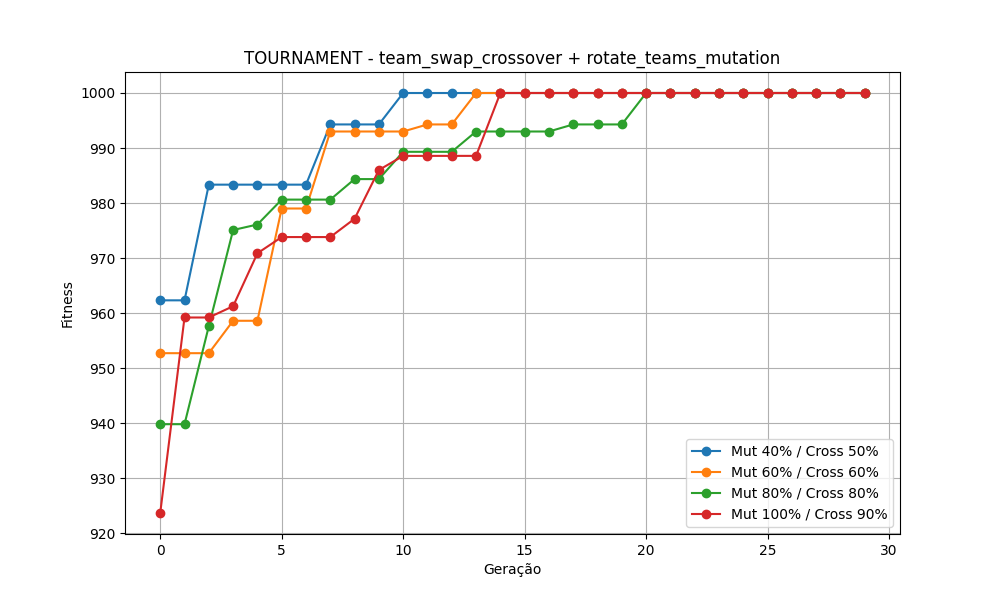 TOURNAMENT - team_swap_crossover + rotate_teams_mutation
1000
990
980
970
960
950
940
930
920
Fitness
0 5 10 15 20 25 30
Geração
Mut 40% / Cross 50%
Mut 60% / Cross 60%
Mut 80% / Cross 80%
Mut 100% / Cross 90%